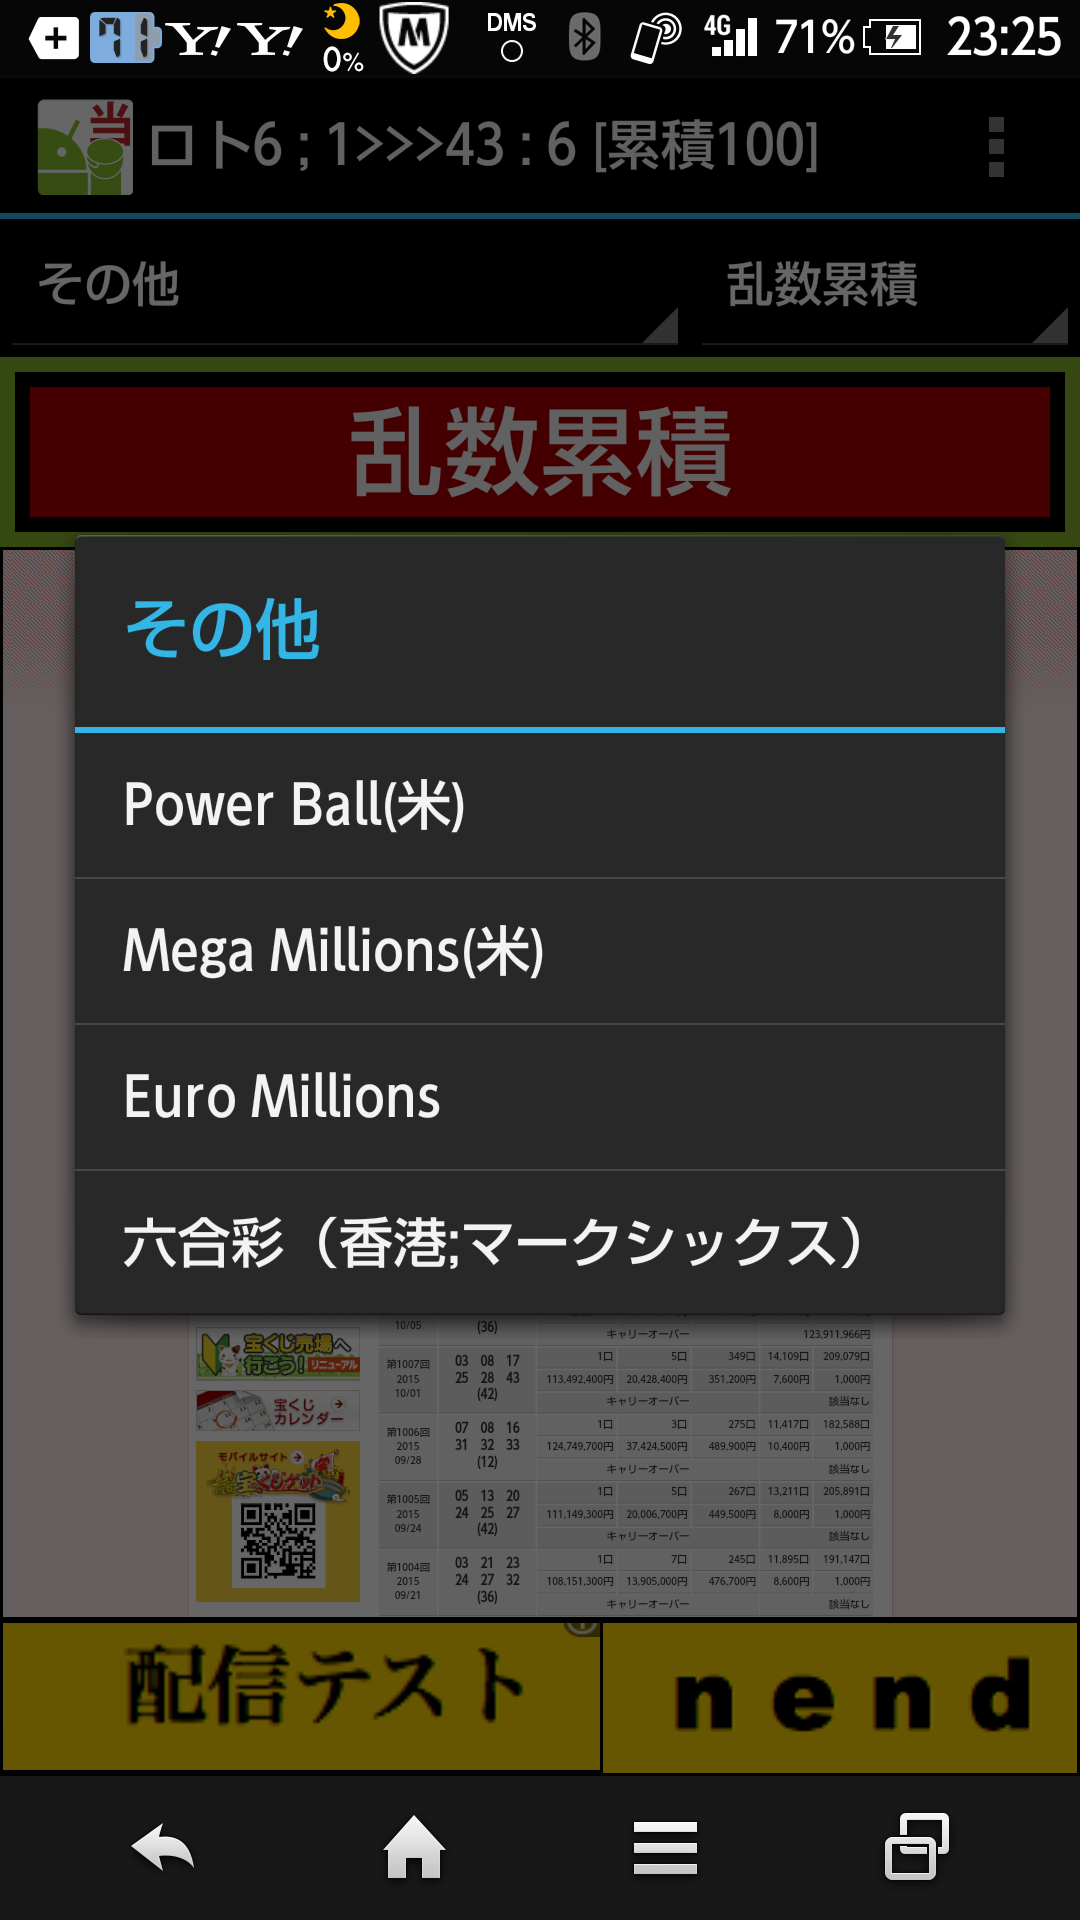 0%
DMS
4G
71%
23:25
ロト6 ; 1>>>43 : 6 [累積100]
その他
乱数累積
乱数累積
その他
Power Ball(米)
Mega Millions(米)
Euro Millions
六合彩（香港;マークシックス）
10/05
(36)
キャリーオーバー
123,911,966円
宝くじ売場へ
行こう！
リニューアル
宝くじ
カレンダー
モバイルサイト
第1007回
2015
10/01
03 08 17
25 28 43
(42)
1口 5口 349口 14,109口 209,079口
113,492,400円 20,428,400円 351,200円 7,600円 1,000円
キャリーオーバー 該当なし
第1006回
2015
09/28
07 08 16
31 32 33
(12)
1口 3口 275口 11,417口 182,588口
124,749,700円 37,424,500円 489,900円 10,400円 1,000円
キャリーオーバー 該当なし
第1005回
2015
09/24
05 13 20
24 25 27
(42)
1口 5口 267口 13,211口 205,891口
111,149,300円 20,006,700円 449,500円 8,000円 1,000円
キャリーオーバー 該当なし
第1004回
2015
09/21
03 21 23
24 27 32
(36)
1口 7口 245口 11,895口 191,147口
108,151,300円 13,905,000円 476,700円 8,600円 1,000円
キャリーオーバー 該当なし
配信テスト
nend